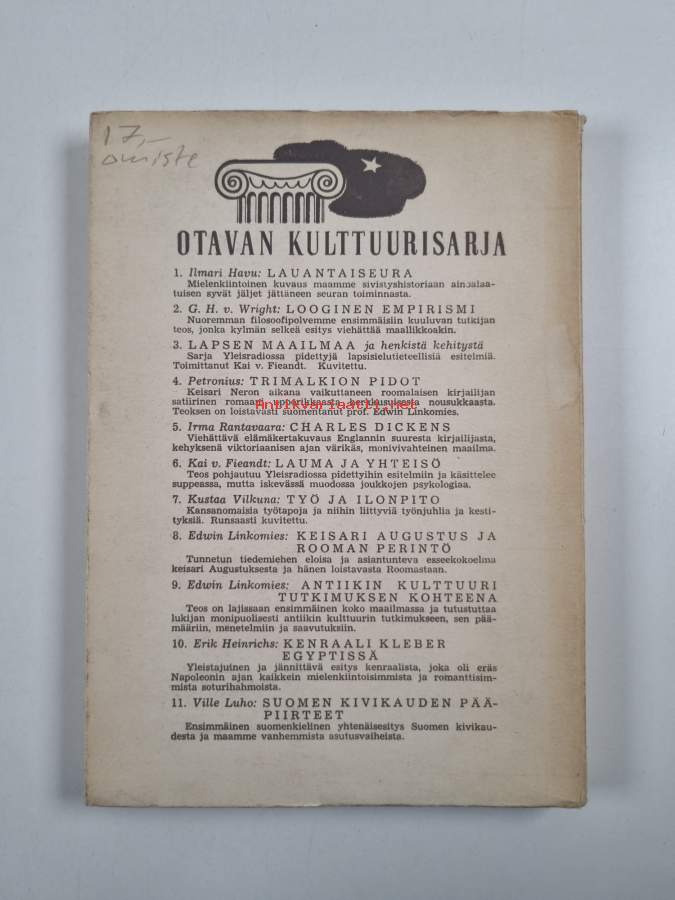 17,-
omiste
OTAVAN KULTTUURISARJA
1. Ilmari Havu: LAUANTAISEURA
Mielenkiintoinen kuvaus maamme sivistyshistoriaan ainoalaa-
tuisen syvät jäljet jättäneen seuran toiminnasta.
2. G. H. v. Wright: LOOGINEN EMPIRISMI
Nuoremman filosoofipolvemme ensimmäisiin kuuluvan tutkijan
teos, jonka kylmän selkeä esitys viehättää maallikkoakin.
3. LAPSEN MAAILMAA ja henkistä kehitystä
Sarja Yleisradiossa pidettyjä lapsisielutieteellisiä esitelmiä.
Toimittanut Kai v. Fieandt. Kuvitettu.
4. Petronius: TRIMALKION PIDOT
Keisari Neron aikana vaikuttaneen roomalaisen kirjailijan
satiirinen romaani upporikkaasta herkkusuisesta nousukkaasta.
Antikvariaatti.net
Teoksen on loistavasti suomentanut prof. Edwin Linkomies.
5. Irma Rantavaara: CHARLES DICKENS
Viehättävä elämäkertakuvaus Englannin suuresta kirjailijasta,
kehyksenä viktoriaanisen ajan värikäs, monivivahteinen maailma.
6. Kai v. Fieandt: LAUMA JA YHTEISÖ
Teos pohjautuu Yleisradiossa pidettyihin esitelmiin ja käsittelee
suppeassa, mutta iskevässä muodossa joukkojen psykologiaa.
7. Kustaa Vilkuna: TYÖ JA ILONPITO
Kansanomaisia työtapoja ja niihin liittyviä työnjuhlia ja kesti-
tyksiä. Runsaasti kuvitettu.
8. Edwin Linkomies: KEISARI AUGUSTUS JA
ROOMAN PERINTÖ
Tunnetun tiedemiehen eloisa ja asiantunteva esseekokoelma
keisari Augustuksesta ja hänen loistavasta Roomastaan.
9. Edwin Linkomies: ANTIIKIN KULTTUURI
TUTKIMUKSEN KOHTEENA
Teos on lajissaan ensimmäinen koko maailmassa ja tutustuttaa
lukijan monipuolisesti antiikin kulttuurin tutkimukseen, sen pää-
määriin, menetelmiin ja saavutuksiin.
10. Erik Heinrichs: KENRAALI KLEBER
EGYPTISSÄ
Yleistajuinen ja jännittävä esitys kenraalista, joka oli eräs
Napoleonin ajan kaikkein mielenkiintoisimmista ja romanttisim-
mista soturihahmoista.
11. Ville Luho: SUOMEN KIVIKAUDEN PÄÄ-
PIIRTEET
Ensimmäinen suomenkielinen yhtenäisesitys Suomen kivikau-
desta ja maamme vanhemmista asutusvaiheista.